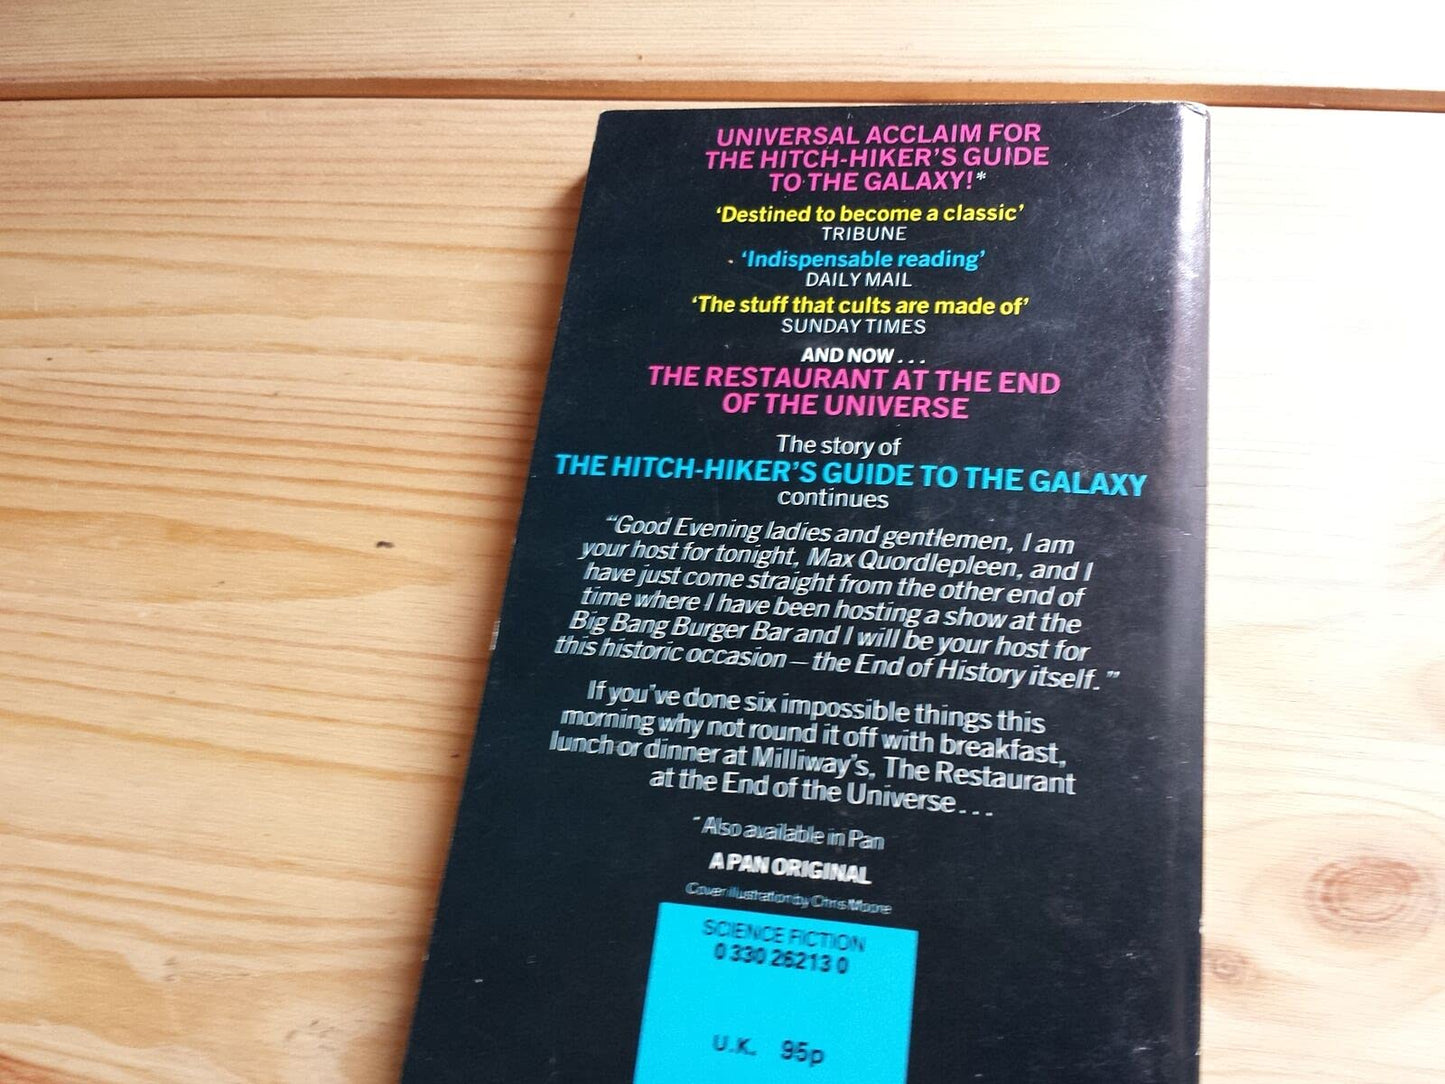 UNIVERSAL ACCLAIM FOR
THE HITCH-HIKER'S GUIDE
TO THE GALAXY!*
'Destined to become a classic'
TRIBUNE
'Indispensable reading'
DAILY MAIL
'The stuff that cults are made of'
SUNDAY TIMES
AND NOW...
THE RESTAURANT AT THE END
OF THE UNIVERSE
The story of
THE HITCH-HIKER'S GUIDE TO THE GALAXY
continues
"Good Evening ladies and gentlemen, I am
your host for tonight, Max Quordlepleen, and I
have just come straight from the other end of
time where I have been hosting a show at the
Big Bang Burger Bar and I will be your host for
this historic occasion – the End of History itself."
If you've done six impossible things this
morning why not round it off with breakfast,
lunch or dinner at Milliway's, The Restaurant
at the End of the Universe...
*Also available in Pan
A PAN ORIGINAL
Cover illustration by Chris Moore
SCIENCE FICTION
0 330 26213 0
U.K. 95p